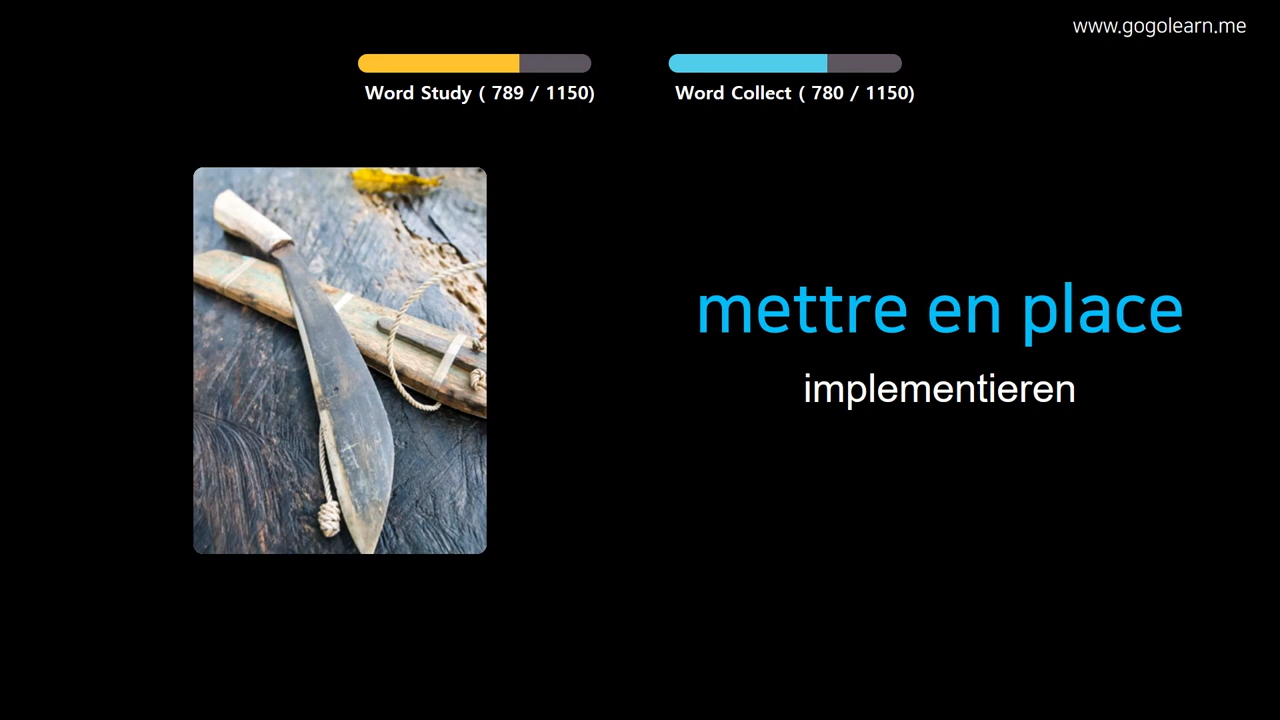 www.gogolearn.me
Word Study ( 789 / 1150)
Word Collect ( 780 / 1150)
mettre en place
implementieren